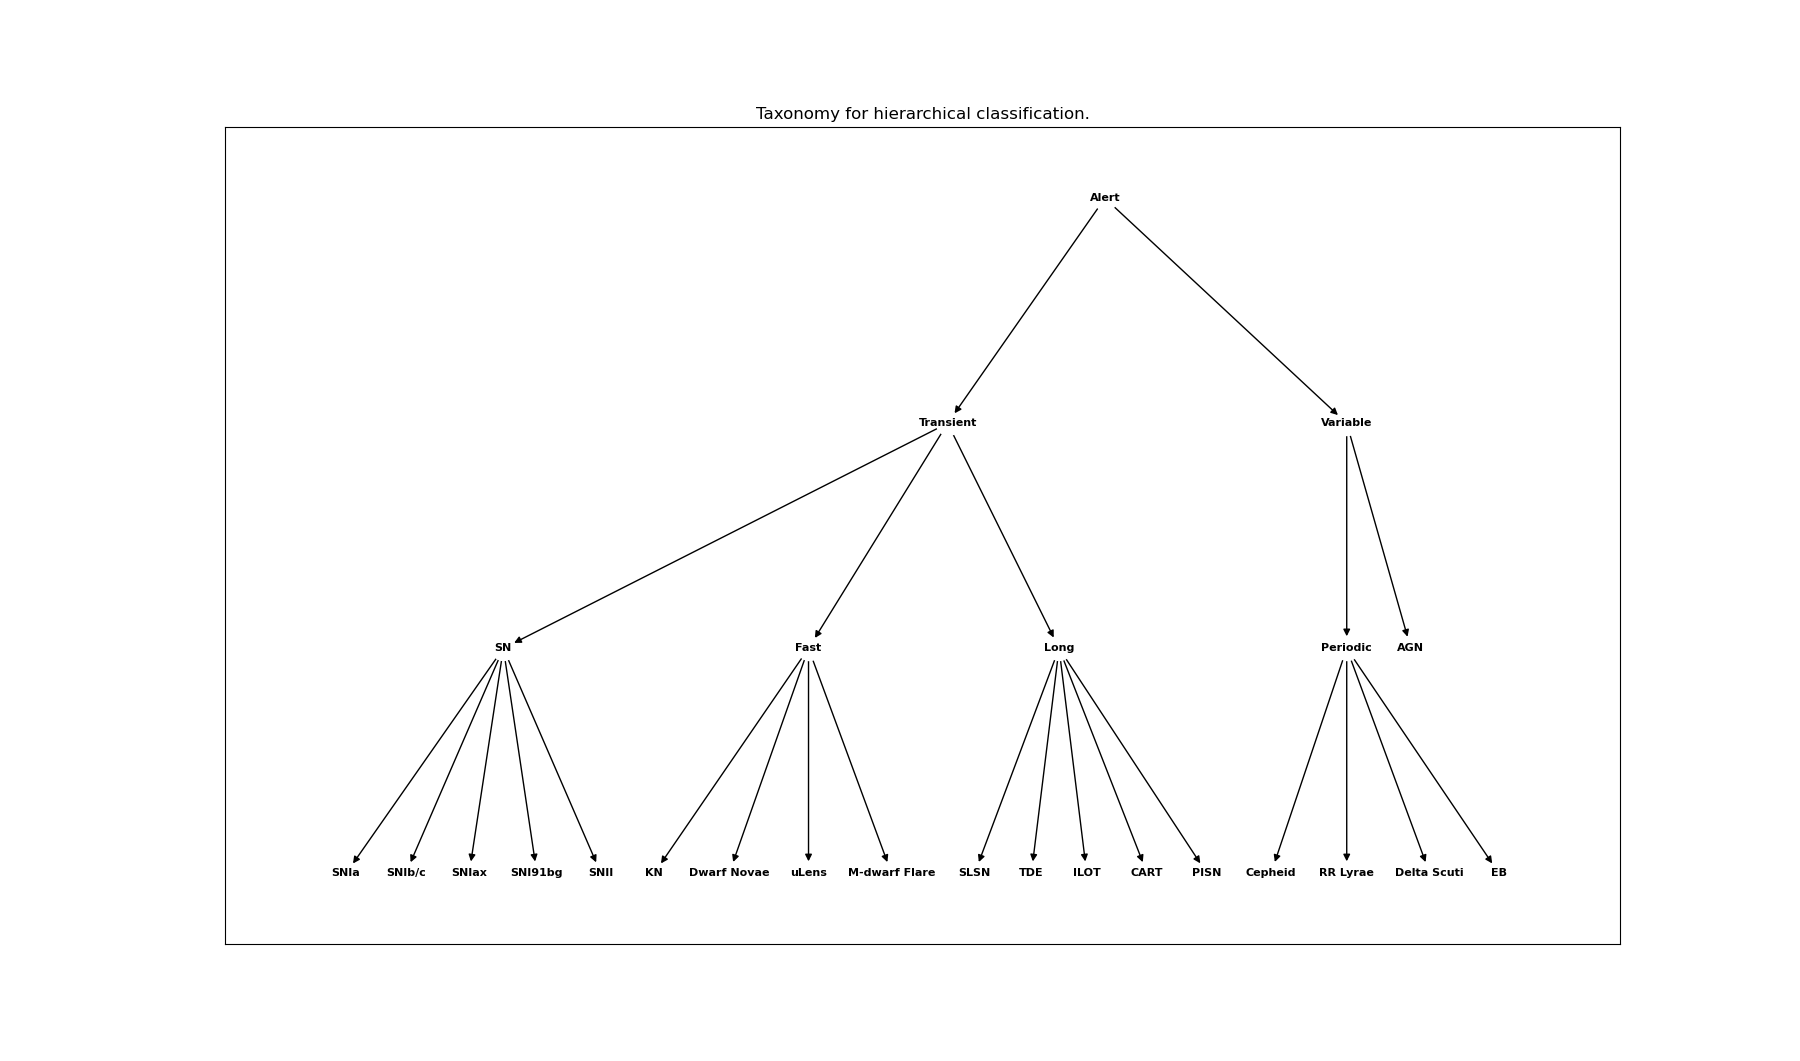 Taxonomy for hierarchical classification.
Alert
Transient
Variable
SN
Fast
Long
Periodic
AGN
SNIa
SNIb/c
SNIax
SNI91bg
SNII
KN
Dwarf Novae
uLens
M-dwarf Flare
SLSN
TDE
ILOT
CART
PISN
Cepheid
RR Lyrae
Delta Scuti
EB